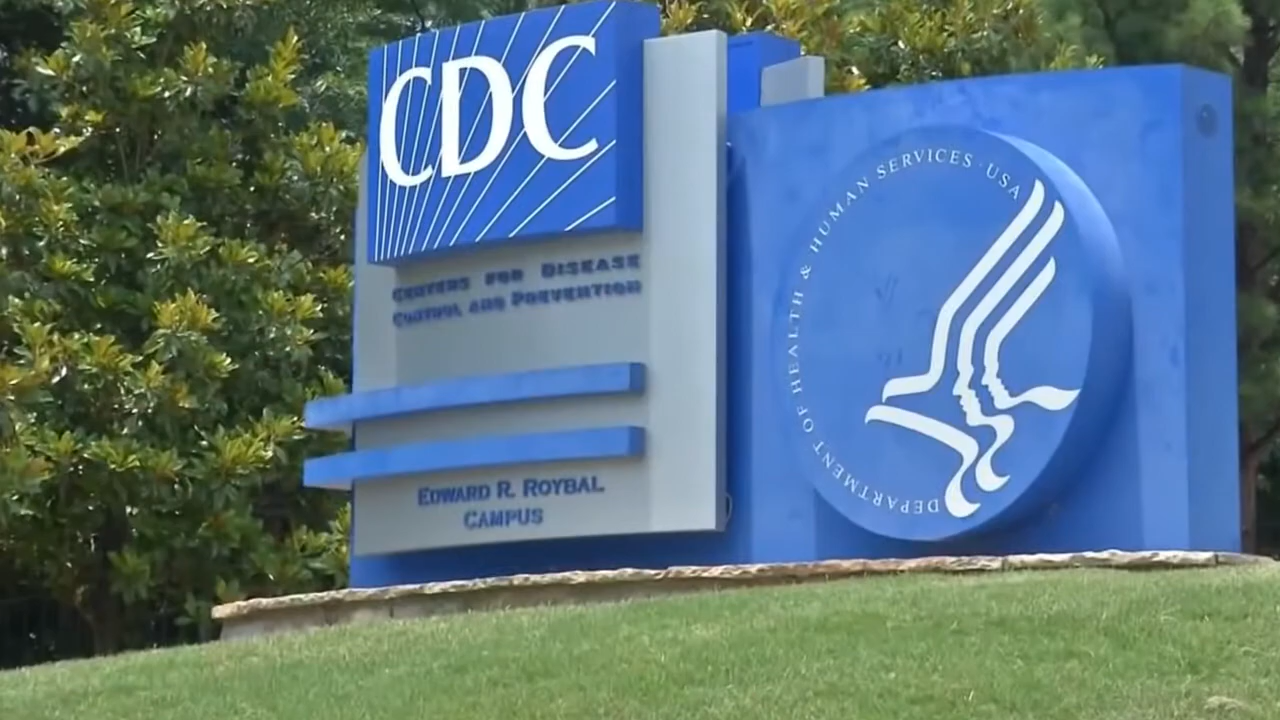 CDC
CENTERS FOR DISEASE
CONTROL AND PREVENTION
EDWARD R. ROYBAL
CAMPUS
DEPARTMENT OF HEALTH & HUMAN SERVICES · USA